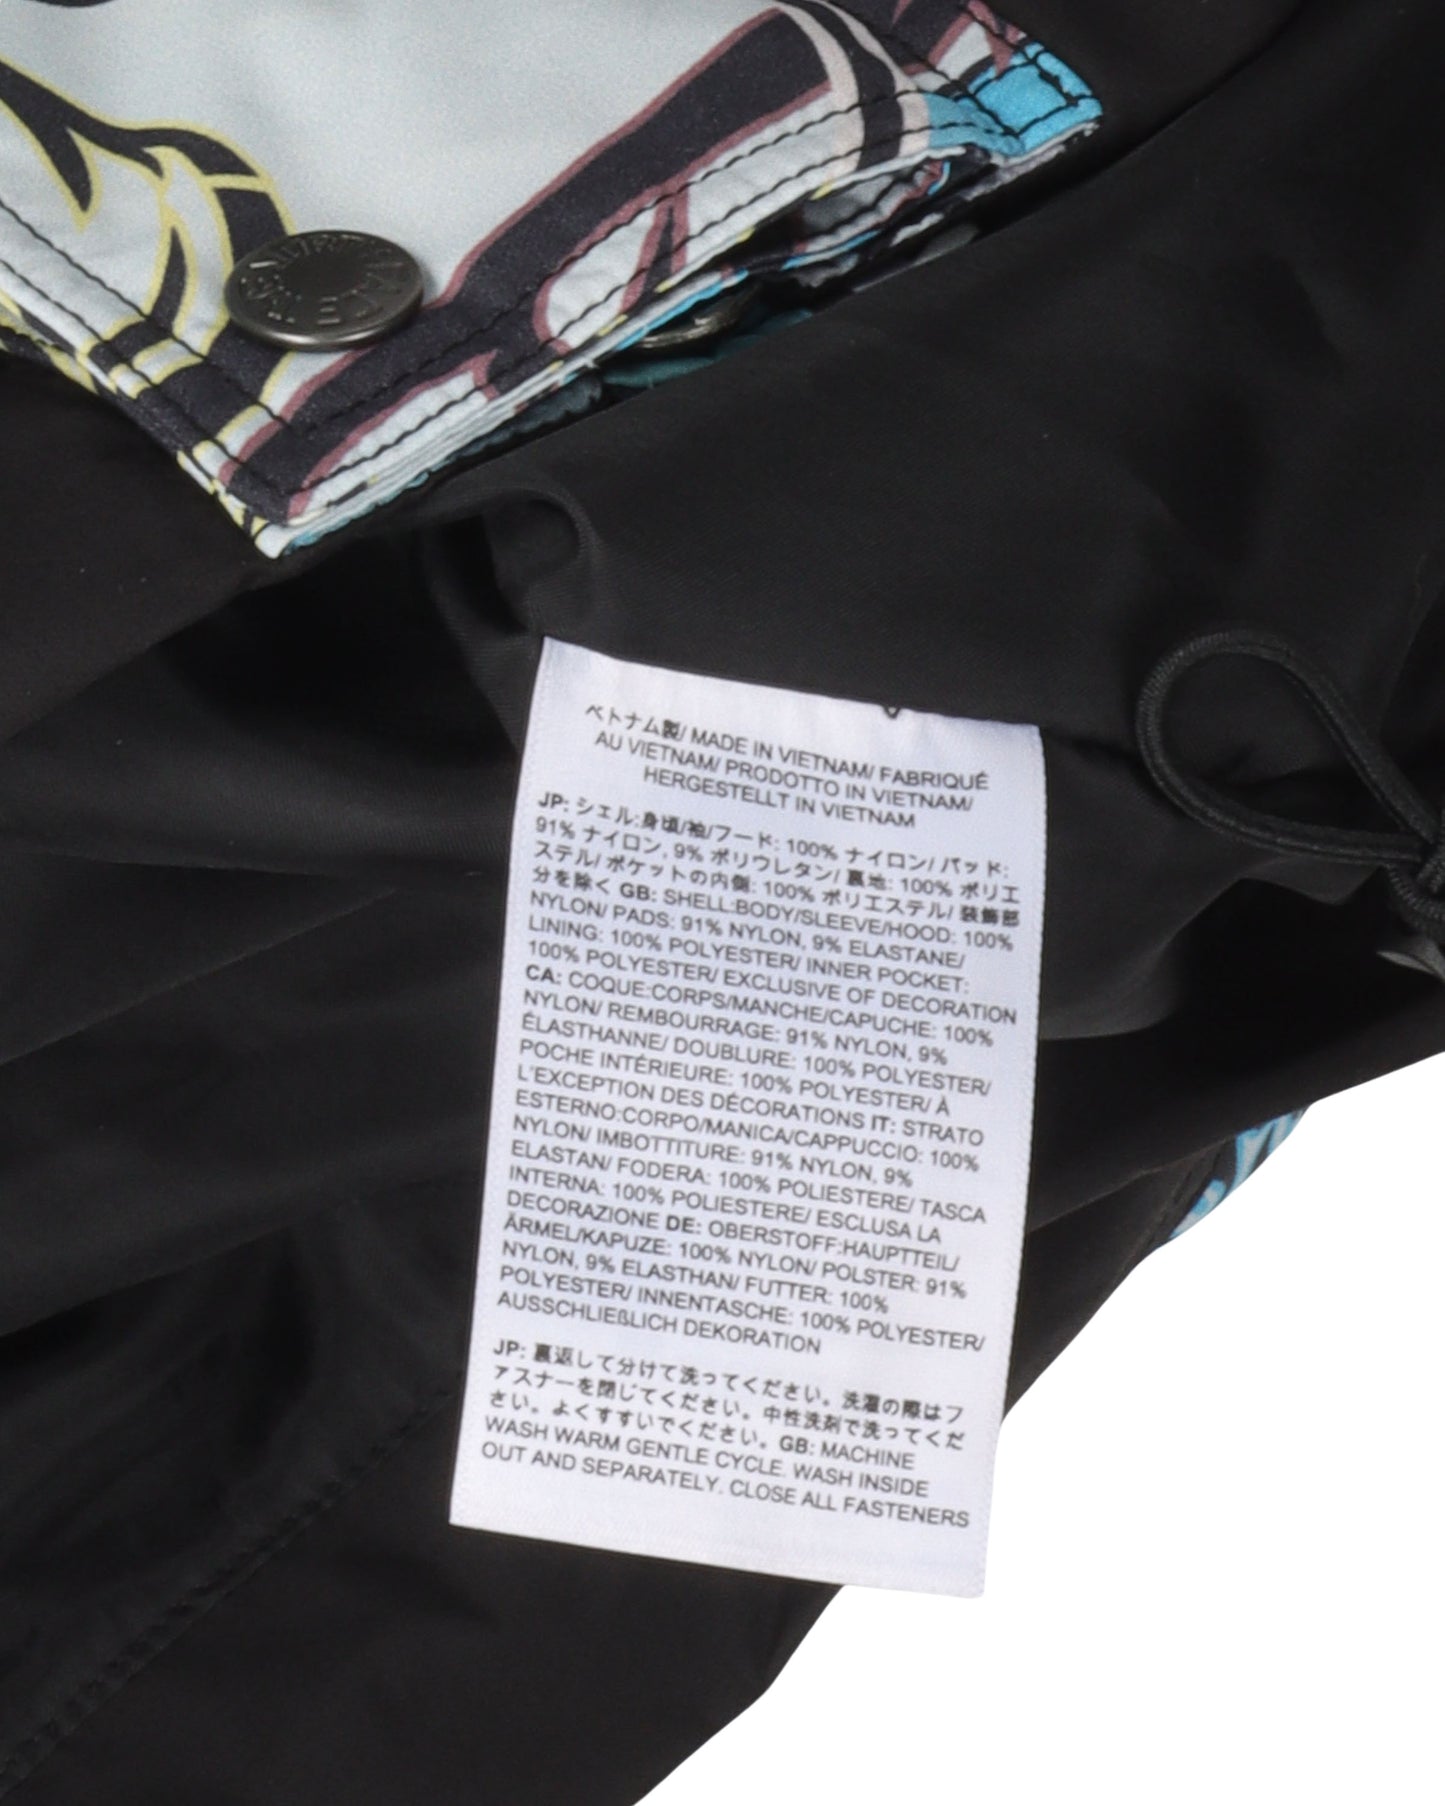 ベトナム製/ MADE IN VIETNAM/ FABRIQUÉ
AU VIETNAM/ PRODOTTO IN VIETNAM/
HERGESTELLT IN VIETNAM
JP: シェル:身頃/袖/フード: 100% ナイロン/ パッド:
91% ナイロン, 9% ポリウレタン/ 裏地: 100% ポリエ
ステル/ ポケットの内側: 100% ポリエステル/ 装飾部
分を除く GB: SHELL:BODY/SLEEVE/HOOD: 100%
NYLON/ PADS: 91% NYLON, 9% ELASTANE/
LINING: 100% POLYESTER/ INNER POCKET:
100% POLYESTER/ EXCLUSIVE OF DECORATION
CA: COQUE:CORPS/MANCHE/CAPUCHE: 100%
NYLON/ REMBOURRAGE: 91% NYLON, 9%
ÉLASTHANNE/ DOUBLURE: 100% POLYESTER/
POCHE INTÉRIEURE: 100% POLYESTER/ À
L'EXCEPTION DES DÉCORATIONS IT: STRATO
ESTERNO:CORPO/MANICA/CAPPUCCIO: 100%
NYLON/ IMBOTTITURE: 91% NYLON, 9%
ELASTAN/ FODERA: 100% POLIESTERE/ TASCA
INTERNA: 100% POLIESTERE/ ESCLUSA LA
DECORAZIONE DE: OBERSTOFF:HAUPTTEIL/
ÄRMEL/KAPUZE: 100% NYLON/ POLSTER: 91%
NYLON, 9% ELASTHAN/ FUTTER: 100%
POLYESTER/ INNENTASCHE: 100% POLYESTER/
AUSSCHLIEßLICH DEKORATION
JP: 裏返して分けて洗ってください。洗濯の際はフ
ァスナーを閉じてください。中性洗剤で洗ってくだ
さい。よくすすいでください。GB: MACHINE
WASH WARM GENTLE CYCLE. WASH INSIDE
OUT AND SEPARATELY. CLOSE ALL FASTENERS